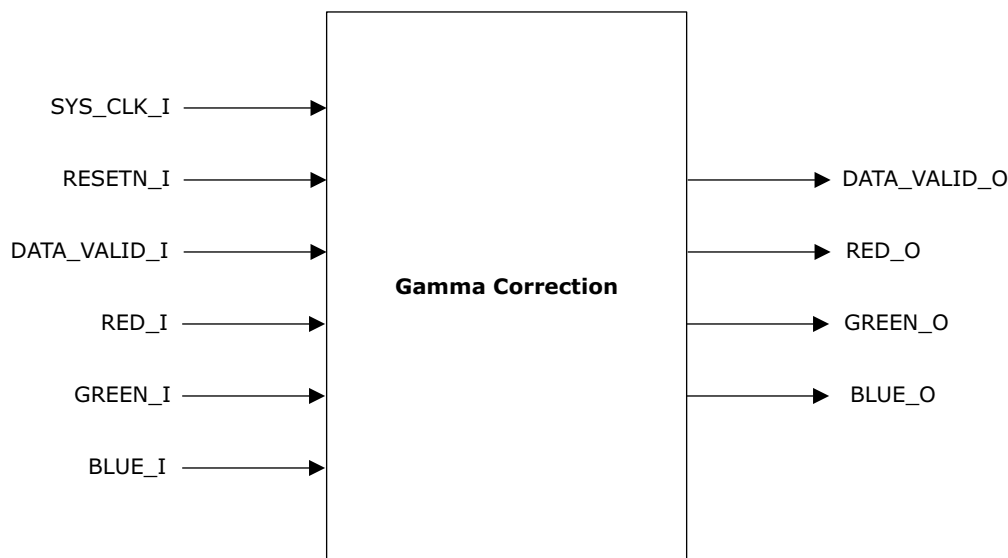 SYS_CLK_I
RESETN_I
DATA_VALID_I
RED_I
GREEN_I
BLUE_I
Gamma Correction
DATA_VALID_O
RED_O
GREEN_O
BLUE_O